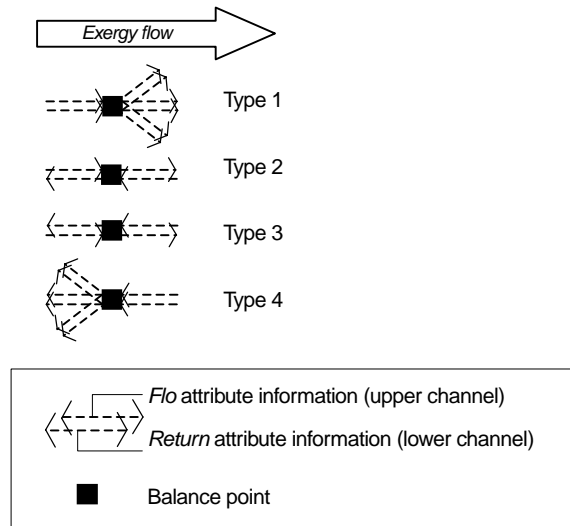 Exergy flow
Type 1
Type 2
Type 3
Type 4
Flo attribute information (upper channel)
Return attribute information (lower channel)
Balance point